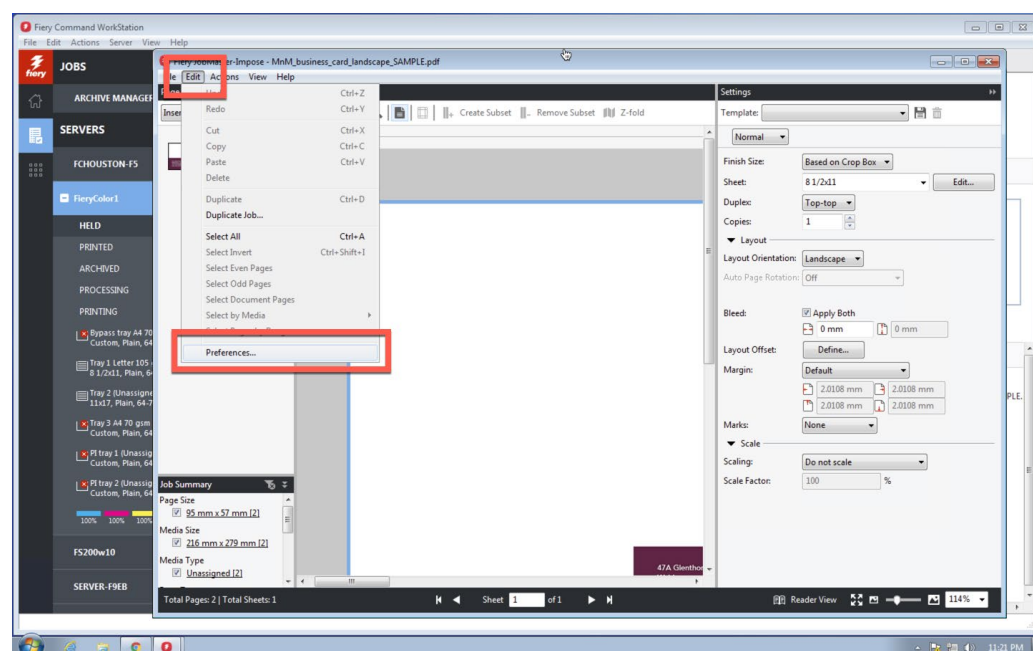 Fiery Command WorkStation
File Edit Actions Server View Help
fiery
JOBS
ARCHIVE MANAGER
SERVERS
FCHOUSTON-F5
FieryColor1
HELD
PRINTED
ARCHIVED
PROCESSING
PRINTING
Bypass tray A4 70
Custom, Plain, 64
Tray 1 Letter 105
8 1/2x11, Plain, 64
Tray 2 (Unassigne
11x17, Plain, 64-7
Tray 3 A4 70 gsm
Custom, Plain, 64
PI tray 1 (Unassig
Custom, Plain, 64
PI tray 2 (Unassig
Custom, Plain, 64
100% 100% 100%
FS200w10
SERVER-F9EB
Fiery JobMaster-Impose - MnM_business_card_landscape_SAMPLE.pdf
Edit Actions View Help
Ctrl+Z
Redo Ctrl+Y
Cut Ctrl+X
Copy Ctrl+C
Paste Ctrl+V
Delete
Duplicate Ctrl+D
Duplicate Job...
Select All Ctrl+A
Select Invert Ctrl+Shift+I
Select Even Pages
Select Odd Pages
Select Document Pages
Select by Media
Preferences...
Create Subset Remove Subset Z-fold
47A Glenthor
Job Summary
Page Size
95 mm x 57 mm [2]
Media Size
216 mm x 279 mm [2]
Media Type
Unassigned [2]
Total Pages: 2 | Total Sheets: 1
Sheet 1 of 1
Reader View
114%
Settings
Template:
Normal
Finish Size: Based on Crop Box
Sheet: 8 1/2x11 Edit...
Duplex: Top-top
Copies: 1
Layout
Layout Orientation: Landscape
Auto Page Rotation: Off
Bleed: Apply Both
0 mm 0 mm
Layout Offset: Define...
Margin: Default
2.0108 mm 2.0108 mm
2.0108 mm 2.0108 mm
Marks: None
Scale
Scaling: Do not scale
Scale Factor: 100 %
PLE.
11:21 PM